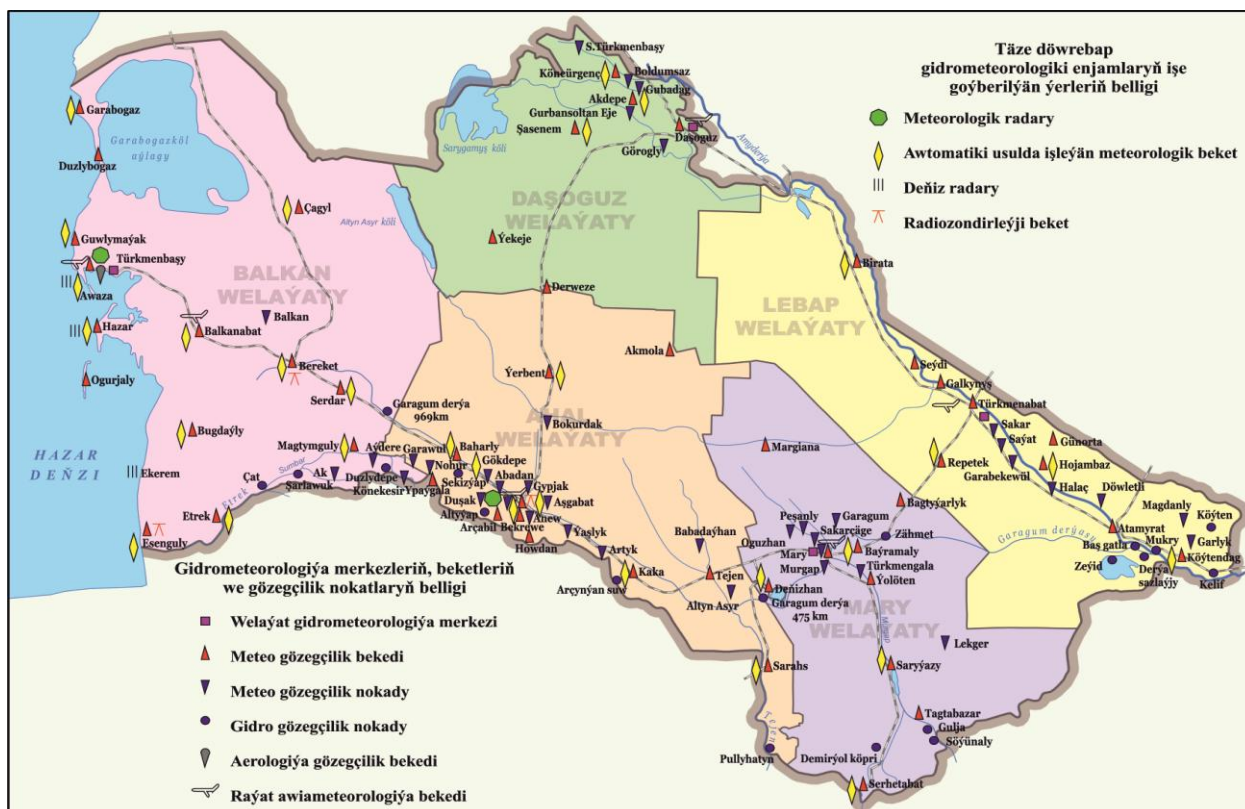 Täze döwrebap
gidrometeorologiki enjamlaryň işe
goýberilýän ýerleriň belligi
Meteorologik radary
Awtomatiki usulda işleýän meteorologik beket
Deňiz radary
Radiozondirleýji beket
S.Türkmenbaşy
Köneürgenç
Boldumsaz
Gubadag
Akdepe
Gurbansoltan Eje
Şasenem
Daşoguz
Görogly
Sarygamyş köli
Amyderýa
DAŞOGUZ
WELAÝATY
Ýekeje
Derweze
Garabogaz
Garabogazköl
aýlagy
Duzlybogaz
Çagyl
Altyn Asyr köli
Guwlymaýak
Türkmenbaşy
Awaza
BALKAN
WELAÝATY
Hazar
Balkanabat
Balkan
Ogurjaly
Bereket
Serdar
Garagum derýa
969km
Bugdaýly
Magtymguly
Aýdere
Garawul
Nohur
HAZAR
DEŇZI
Ekerem
Çat
Sumbar
Şarlawuk
Ak
Duzlydepe
Könekesir
Ypaýgala
Etrek
Etrek
Esenguly
Birata
LEBAP
WELAÝATY
Akmola
Ýerbent
AHAL
WELAÝATY
Bokurdak
Baharly
Gökdepe
Sekizýap
Abadan
Gypjak
Duşak
Aşgabat
Altyýap
Arçabil
Bekrewe
Anew
Howdan
Ýaşlyk
Artyk
Arçynýan suw
Kaka
Babadaýhan
Tejen
Altyn Asyr
Sarahs
Tejen
Pullyhatyn
Seýdi
Galkynyş
Türkmenabat
Sakar
Saýat
Garabekewül
Günorta
Hojambaz
Halaç
Döwletli
Magdanly
Köýten
Garlyk
Atamyrat
Mukry
Baş gatla
Köýtendag
Derýa
sazlaýjy
Kelif
Zeýid
Garagum derýasy
Repetek
Bagtyýarlyk
Margiana
Garagum
Peşanly
Sakarçäge
Zähmet
Oguzhan
Mary
Baýramaly
Murgap
Türkmengala
Ýolöten
Deňizhan
Garagum derýa
475 km
MARY
WELAÝATY
Murgap
Lekger
Saryýazy
Tagtabazar
Gulja
Söýünaly
Demirýol köpri
Serhetabat
Gidrometeorologiýa merkezleriň, beketleriň
we gözegçilik nokatlaryň belligi
Welaýat gidrometeorologiýa merkezi
Meteo gözegçilik bekedi
Meteo gözegçilik nokady
Gidro gözegçilik nokady
Aerologiýa gözegçilik bekedi
Raýat awiameteorologiýa bekedi